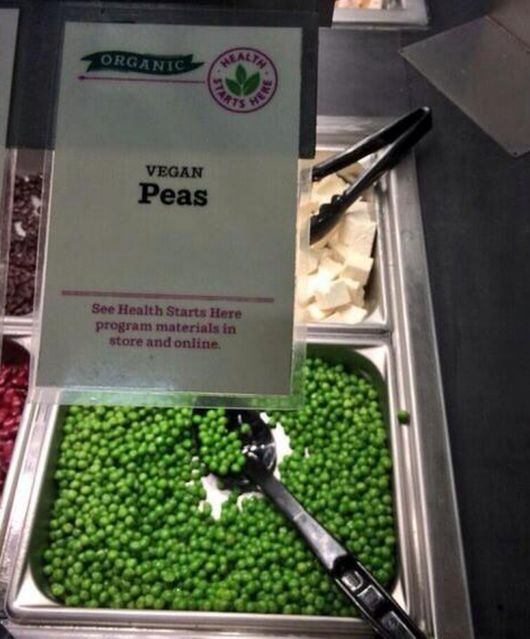 ORGANIC
HEALTH
STARTS HERE
VEGAN
Peas
See Health Starts Here
program materials in
store and online.